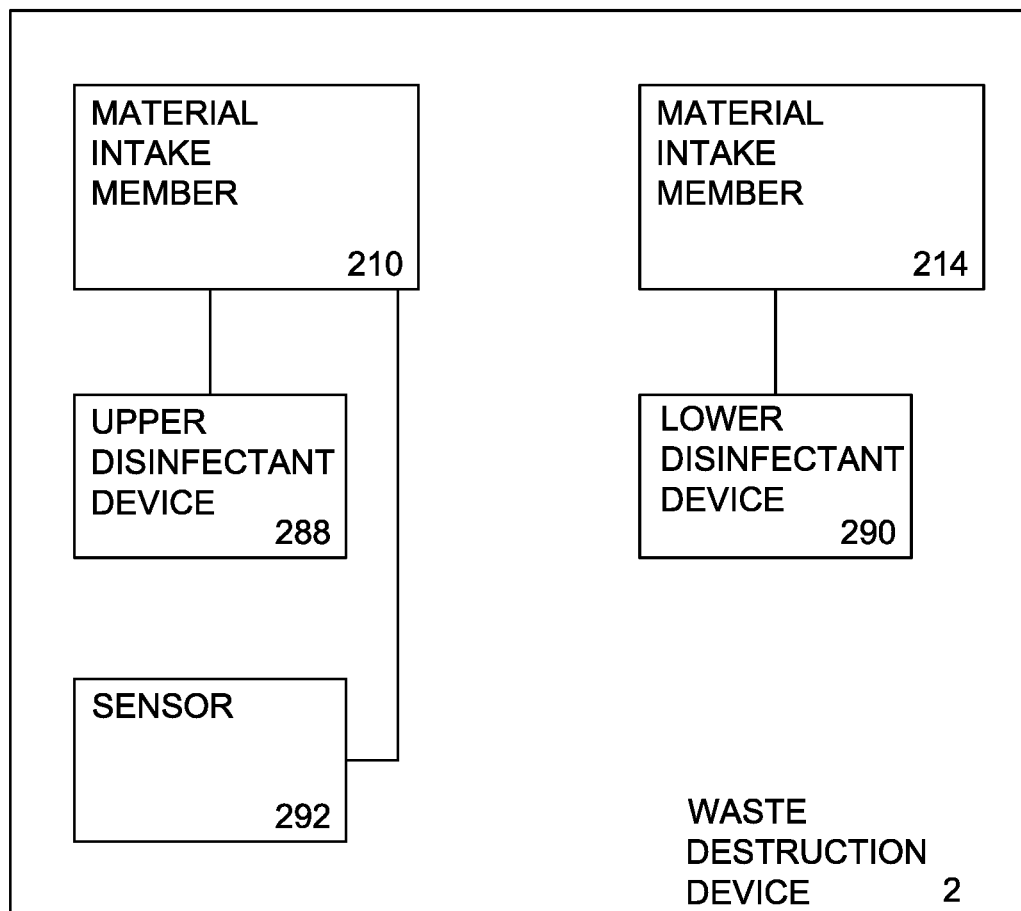 MATERIAL
INTAKE
MEMBER
210
MATERIAL
INTAKE
MEMBER
214
UPPER
DISINFECTANT
DEVICE
288
LOWER
DISINFECTANT
DEVICE
290
SENSOR
292
WASTE
DESTRUCTION
DEVICE 2